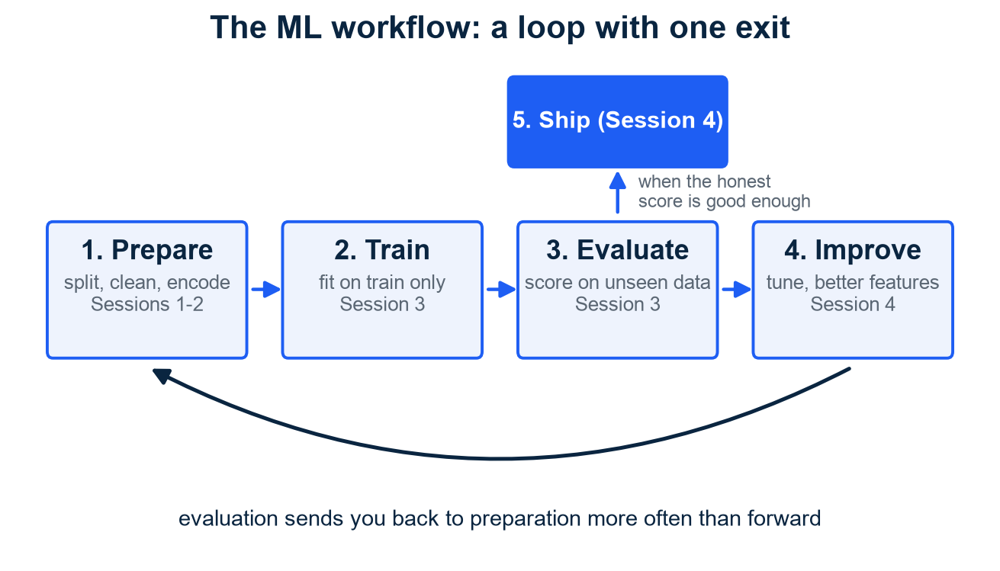 The ML workflow: a loop with one exit
5. Ship (Session 4)
when the honest
score is good enough
1. Prepare
split, clean, encode
Sessions 1-2
2. Train
fit on train only
Session 3
3. Evaluate
score on unseen data
Session 3
4. Improve
tune, better features
Session 4
evaluation sends you back to preparation more often than forward